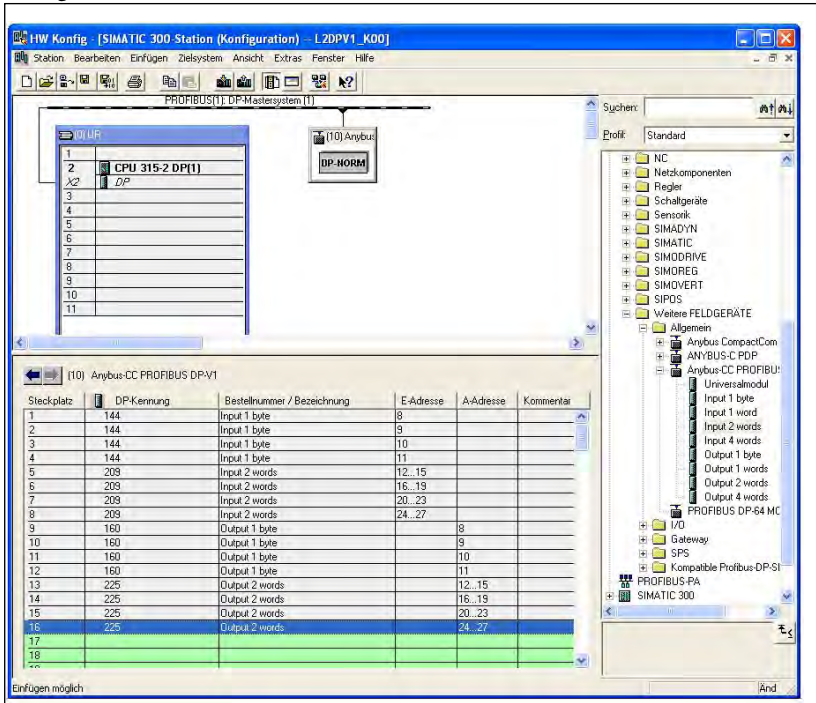 HW Konfig - [SIMATIC 300-Station (Konfiguration) -- L2DPV1_K00]
Station Bearbeiten Einfügen Zielsystem Ansicht Extras Fenster Hilfe
PROFIBUS(1): DP-Mastersystem (1)
(0) UR
1
2 CPU 315-2 DP(1)
X2 DP
3
4
5
6
7
8
9
10
11
(10) Anybus
DP-NORM
Suchen:
Profil: Standard
NC
Netzkomponenten
Regler
Schaltgeräte
Sensorik
SIMADYN
SIMATIC
SIMODRIVE
SIMOREG
SIMOVERT
SIPOS
Weitere FELDGERÄTE
Allgemein
Anybus CompactCom
ANYBUS-C PDP
Anybus-CC PROFIBUS
Universalmodul
Input 1 byte
Input 1 word
Input 2 words
Input 4 words
Output 1 byte
Output 1 words
Output 2 words
Output 4 words
PROFIBUS DP-64 MC
I/O
Gateway
SPS
Kompatible Profibus-DP-Sl
PROFIBUS-PA
SIMATIC 300
(10) Anybus-CC PROFIBUS DP-V1
Steckplatz DP-Kennung Bestellnummer / Bezeichnung E-Adresse A-Adresse Kommentar
1 144 Input 1 byte 8
2 144 Input 1 byte 9
3 144 Input 1 byte 10
4 144 Input 1 byte 11
5 209 Input 2 words 12...15
6 209 Input 2 words 16...19
7 209 Input 2 words 20...23
8 209 Input 2 words 24...27
9 160 Output 1 byte 8
10 160 Output 1 byte 9
11 160 Output 1 byte 10
12 160 Output 1 byte 11
13 225 Output 2 words 12...15
14 225 Output 2 words 16...19
15 225 Output 2 words 20...23
16 225 Output 2 words 24...27
17
18
Einfügen möglich
Änd